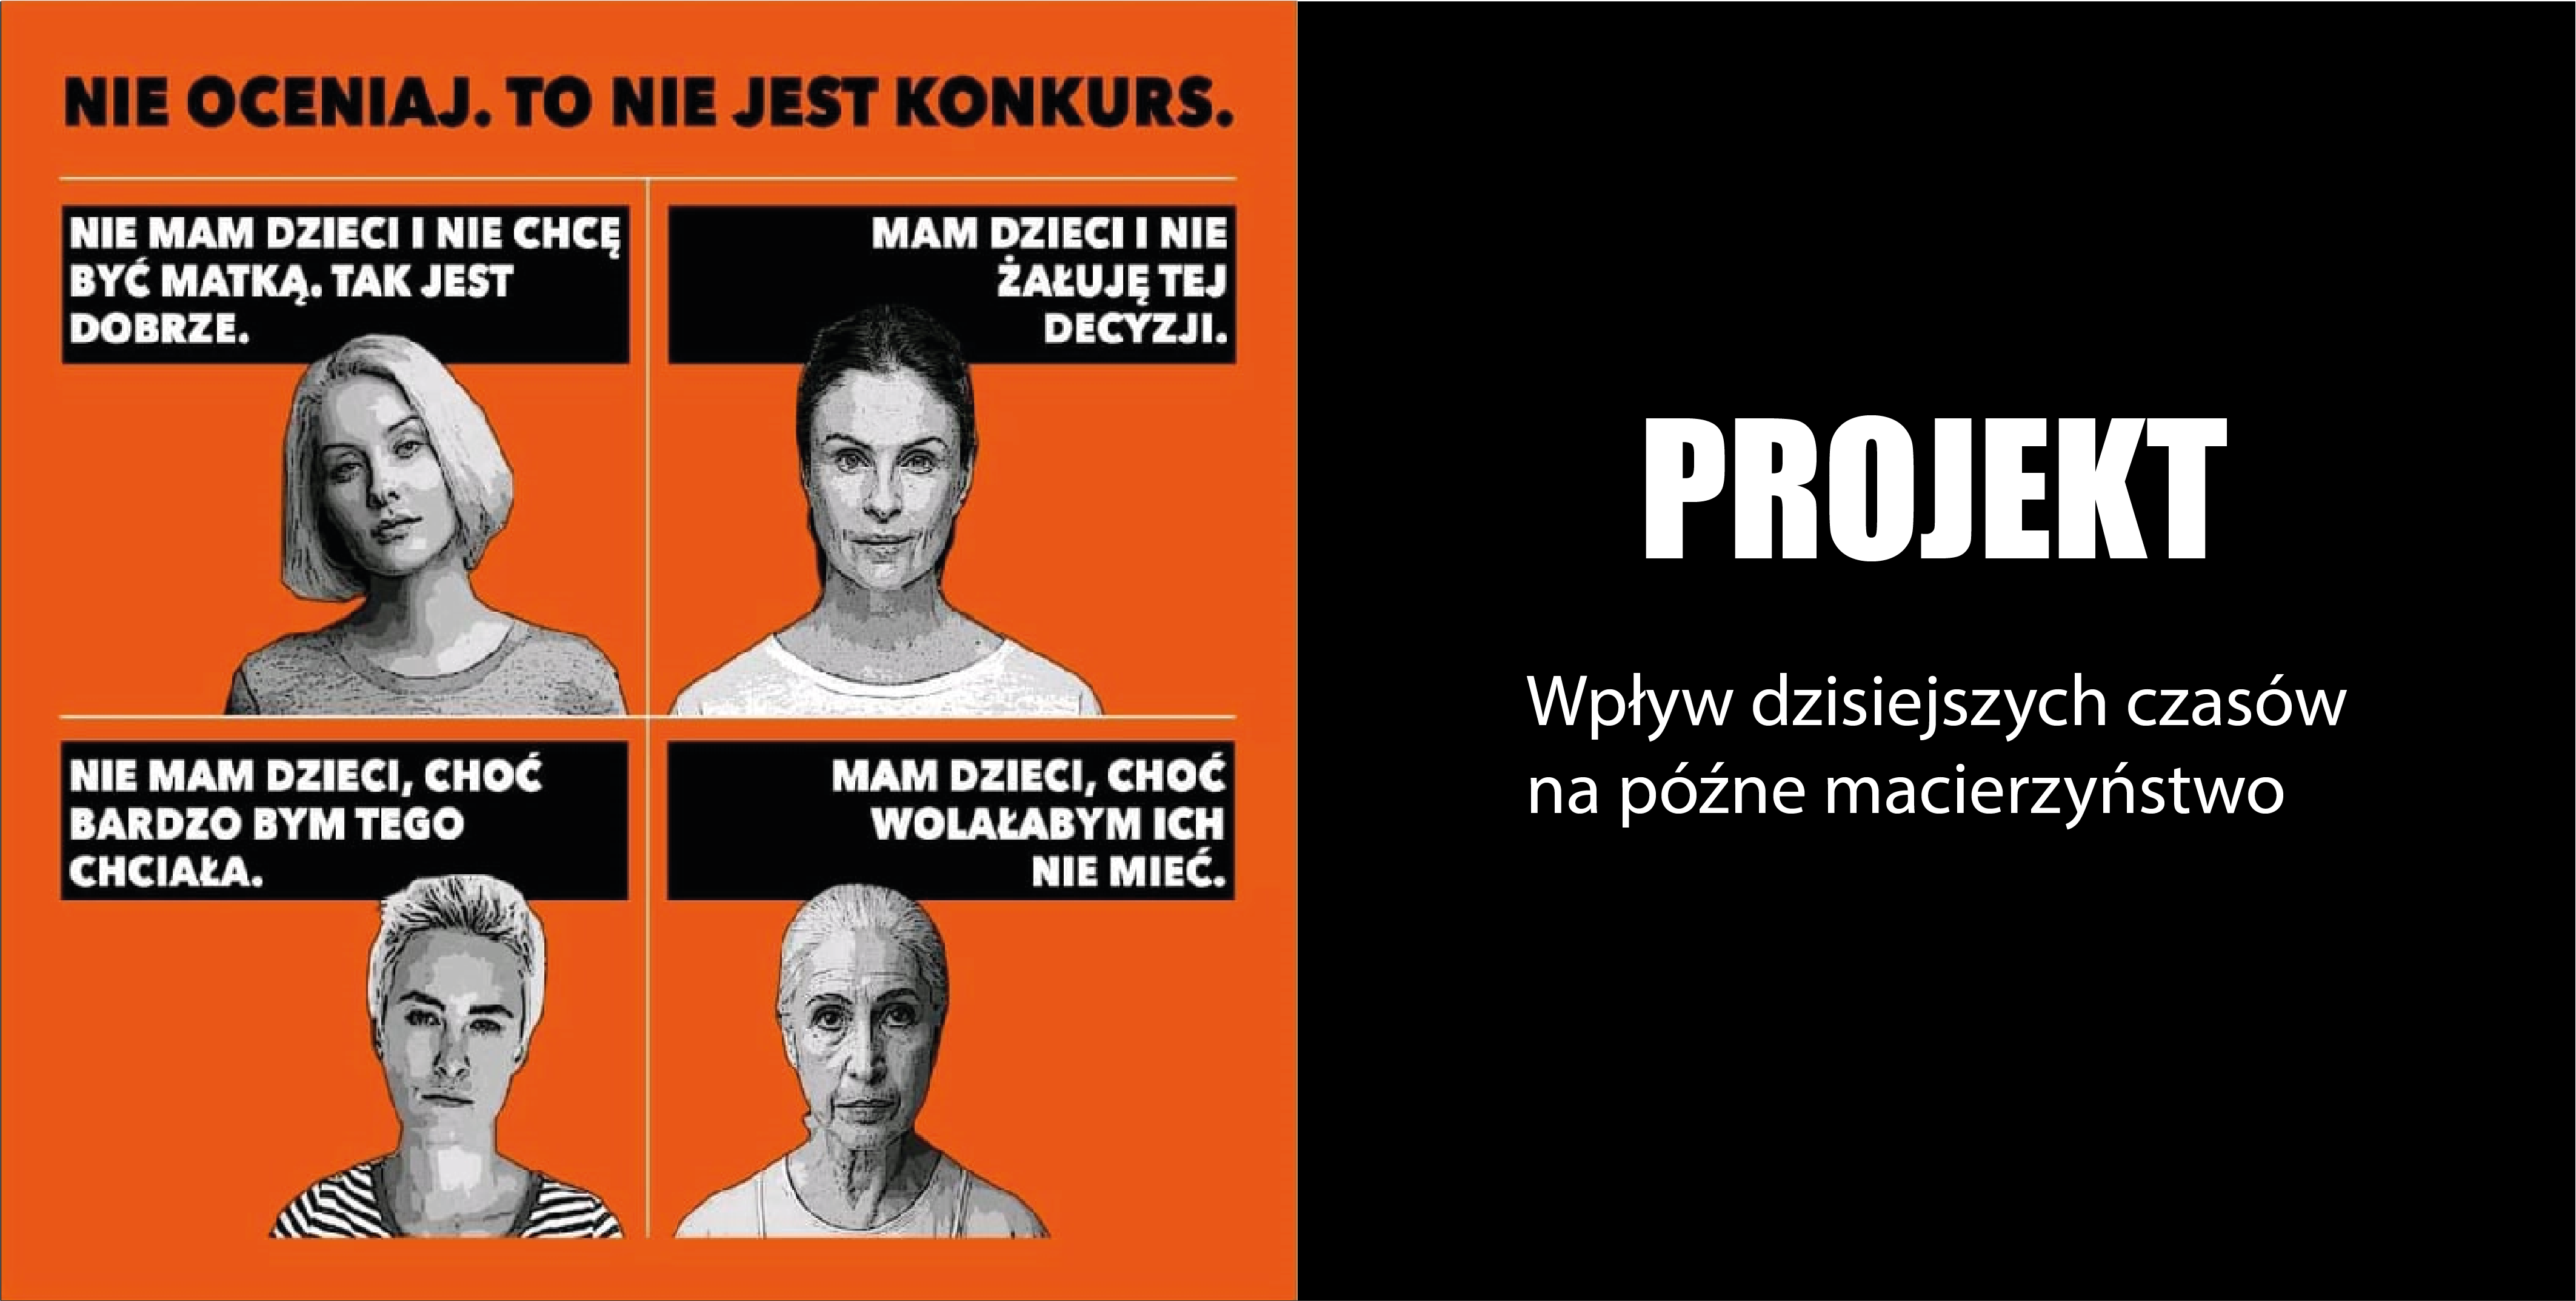 NIE OCENIAJ. TO NIE JEST KONKURS.
NIE MAM DZIECI I NIE CHCĘ
BYĆ MATKĄ. TAK JEST
DOBRZE.
MAM DZIECI I NIE
ŻAŁUJĘ TEJ
DECYZJI.
NIE MAM DZIECI, CHOĆ
BARDZO BYM TEGO
CHCIAŁA.
MAM DZIECI, CHOĆ
WOLAŁABYM ICH
NIE MIEĆ.
PROJEKT
Wpływ dzisiejszych czasów
na późne macierzyństwo